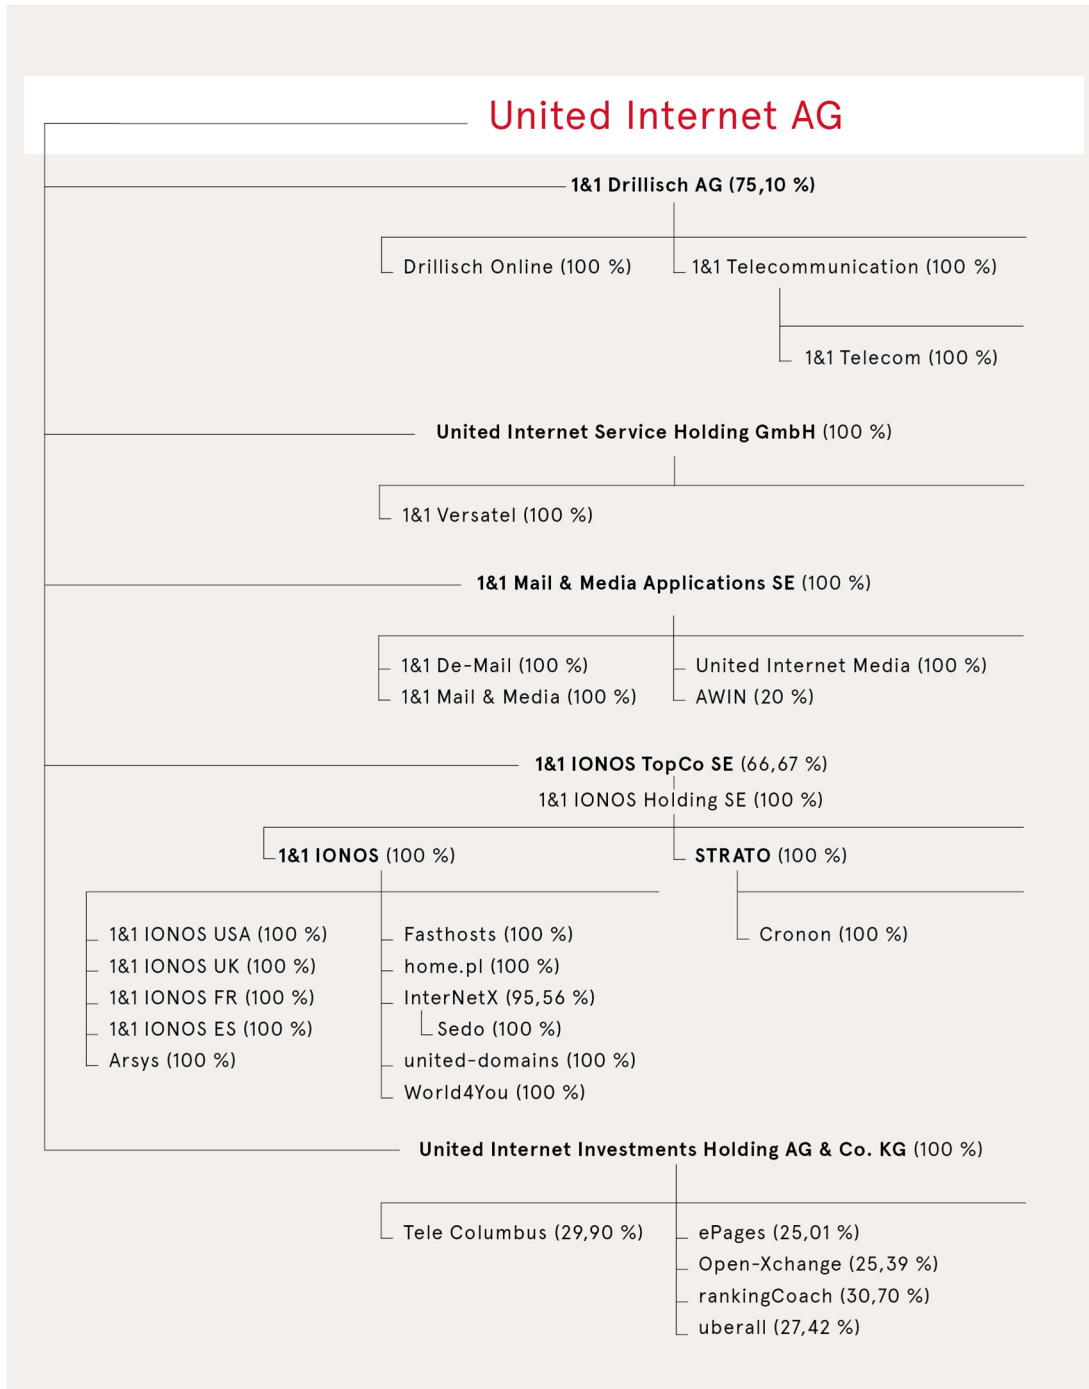 United Internet AG
1&1 Drillisch AG (75,10 %)
Drillisch Online (100 %)
1&1 Telecommunication (100 %)
1&1 Telecom (100 %)
United Internet Service Holding GmbH (100 %)
1&1 Versatel (100 %)
1&1 Mail & Media Applications SE (100 %)
1&1 De-Mail (100 %)
1&1 Mail & Media (100 %)
United Internet Media (100 %)
AWIN (20 %)
1&1 IONOS TopCo SE (66,67 %)
1&1 IONOS Holding SE (100 %)
1&1 IONOS (100 %)
STRATO (100 %)
1&1 IONOS USA (100 %)
1&1 IONOS UK (100 %)
1&1 IONOS FR (100 %)
1&1 IONOS ES (100 %)
Arsys (100 %)
Fasthosts (100 %)
home.pl (100 %)
InterNetX (95,56 %)
Sedo (100 %)
united-domains (100 %)
World4You (100 %)
Cronon (100 %)
United Internet Investments Holding AG & Co. KG (100 %)
Tele Columbus (29,90 %)
ePages (25,01 %)
Open-Xchange (25,39 %)
rankingCoach (30,70 %)
uberall (27,42 %)